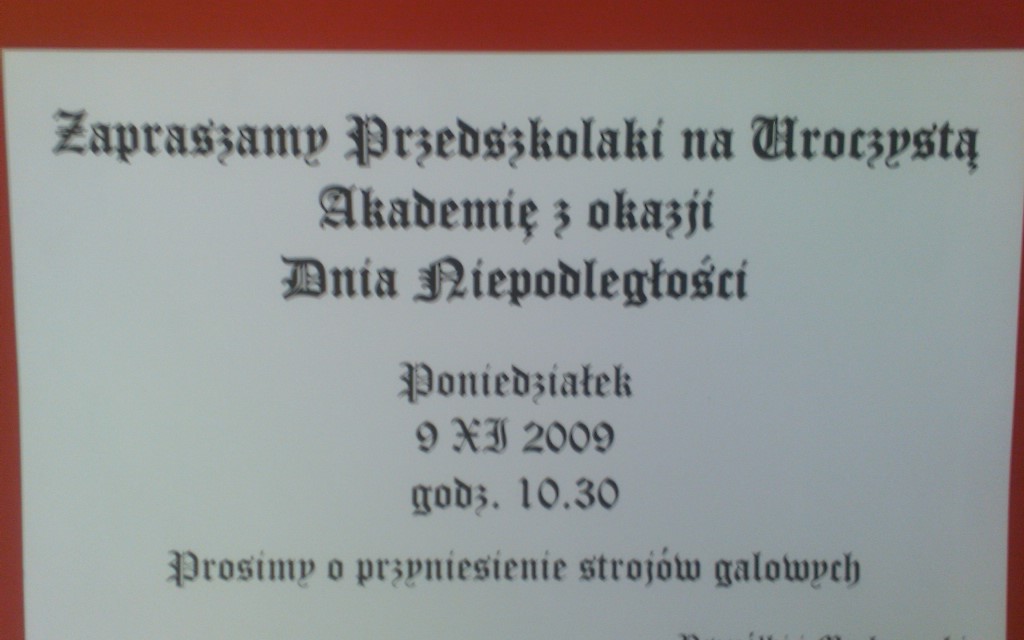 Zapraszamy Przedszkolaki na Uroczystą
Akademię z okazji
Dnia Niepodległości
Poniedziałek
9 XI 2009
godz. 10.30
Prosimy o przyniesienie strojów galowych